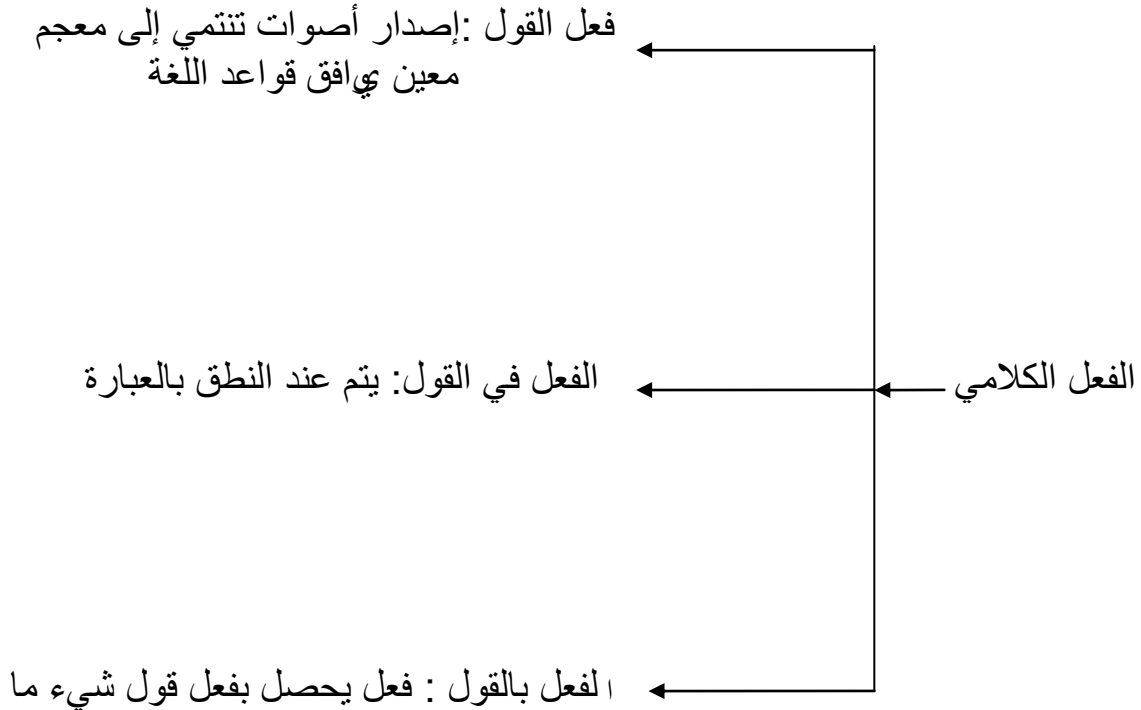 فعل القول :إصدار أصوات تنتمي إلى معجم
معين يوافق قواعد اللغة
الفعل الكلامي
الفعل في القول: يتم عند النطق بالعبارة
الفعل بالقول : فعل يحصل بفعل قول شيء ما